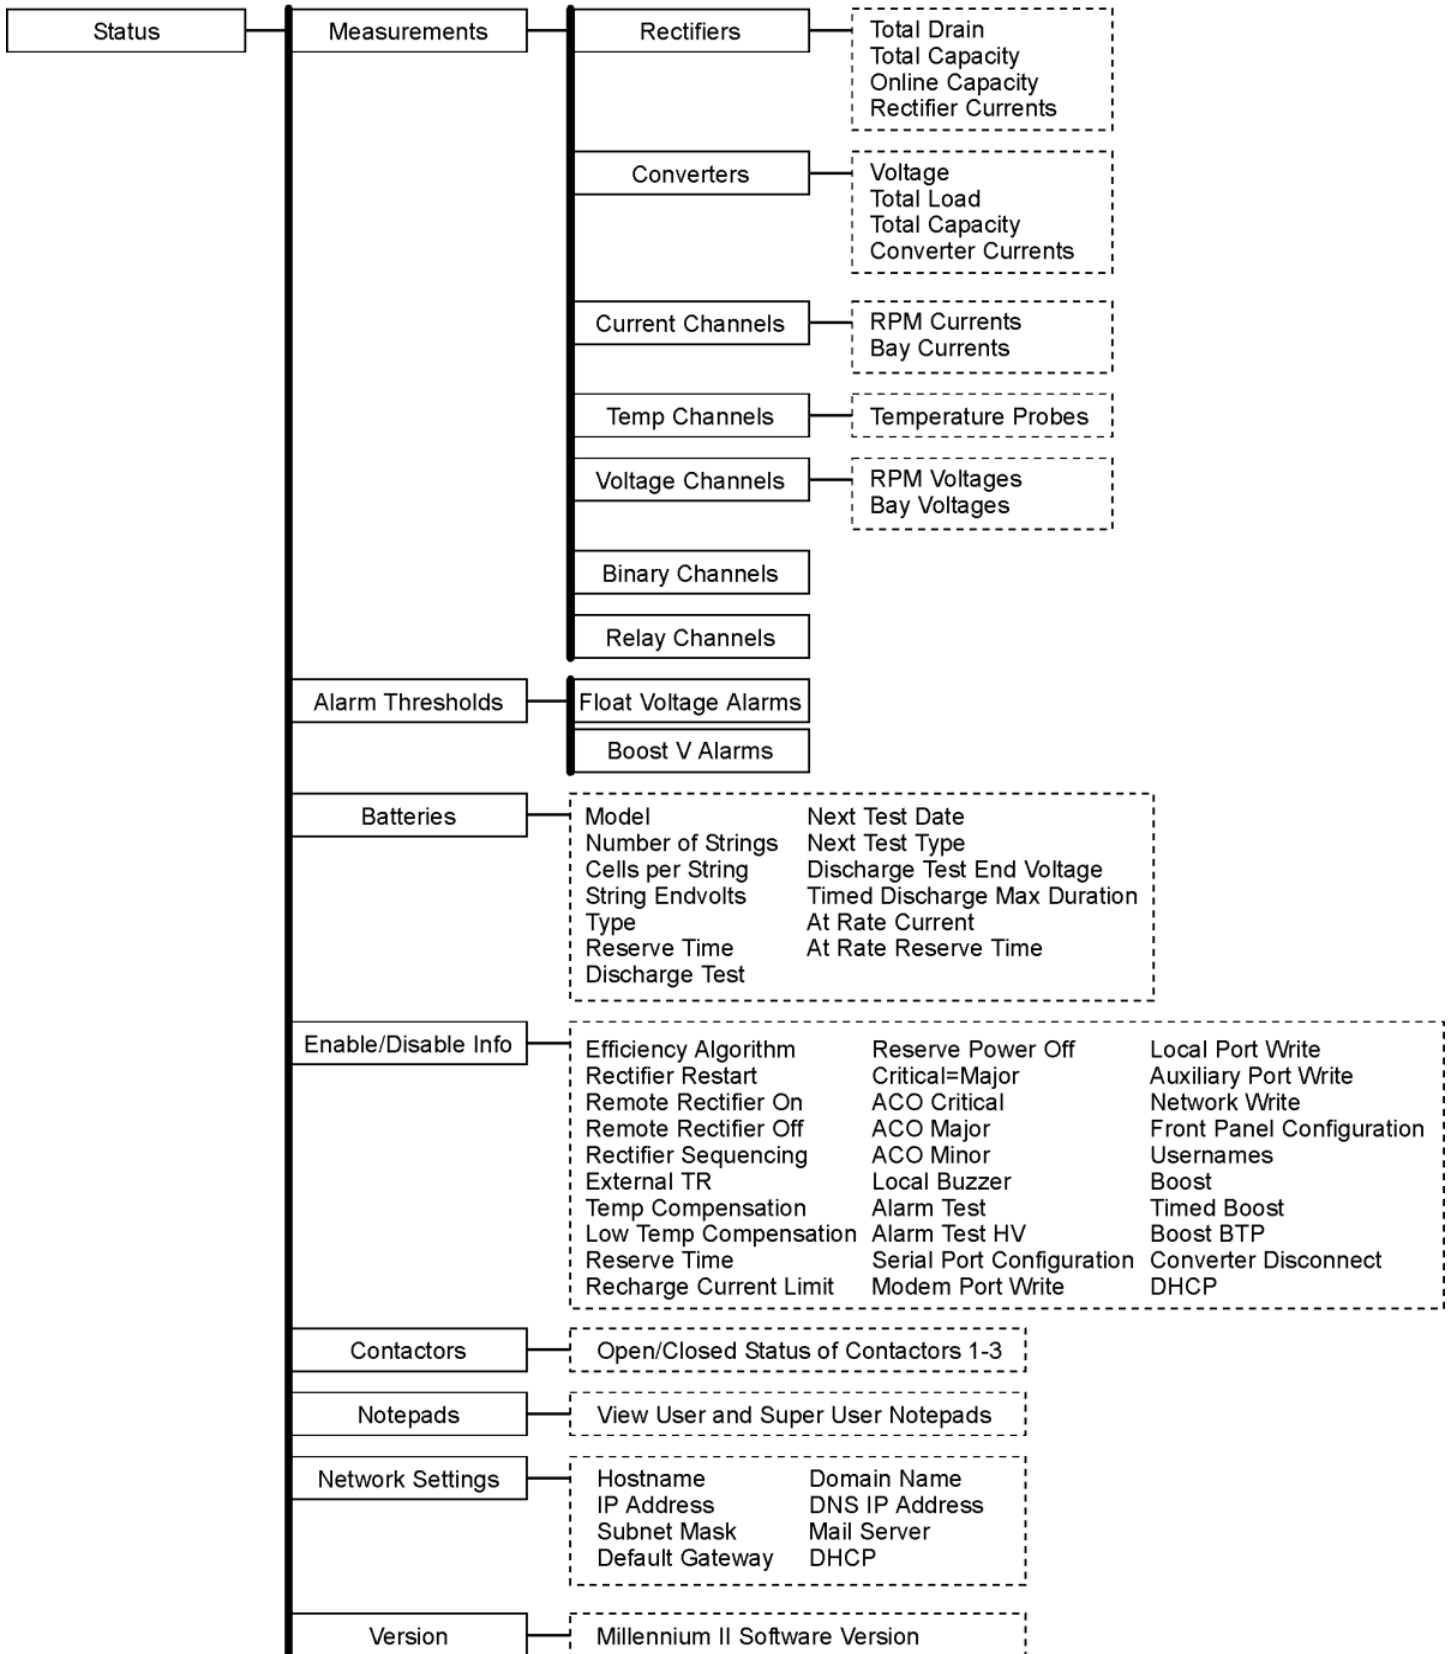 Status
Measurements
Rectifiers
Total Drain
Total Capacity
Online Capacity
Rectifier Currents
Converters
Voltage
Total Load
Total Capacity
Converter Currents
Current Channels
RPM Currents
Bay Currents
Temp Channels
Temperature Probes
Voltage Channels
RPM Voltages
Bay Voltages
Binary Channels
Relay Channels
Alarm Thresholds
Float Voltage Alarms
Boost V Alarms
Batteries
Model
Number of Strings
Cells per String
String Endvolts
Type
Reserve Time
Discharge Test
Next Test Date
Next Test Type
Discharge Test End Voltage
Timed Discharge Max Duration
At Rate Current
At Rate Reserve Time
Enable/Disable Info
Efficiency Algorithm
Rectifier Restart
Remote Rectifier On
Remote Rectifier Off
Rectifier Sequencing
External TR
Temp Compensation
Low Temp Compensation
Reserve Time
Recharge Current Limit
Reserve Power Off
Critical=Major
ACO Critical
ACO Major
ACO Minor
Local Buzzer
Alarm Test
Alarm Test HV
Serial Port Configuration
Modem Port Write
Local Port Write
Auxiliary Port Write
Network Write
Front Panel Configuration
Usernames
Boost
Timed Boost
Boost BTP
Converter Disconnect
DHCP
Contactors
Open/Closed Status of Contactors 1-3
Notepads
View User and Super User Notepads
Network Settings
Hostname
IP Address
Subnet Mask
Default Gateway
Domain Name
DNS IP Address
Mail Server
DHCP
Version
Millennium II Software Version